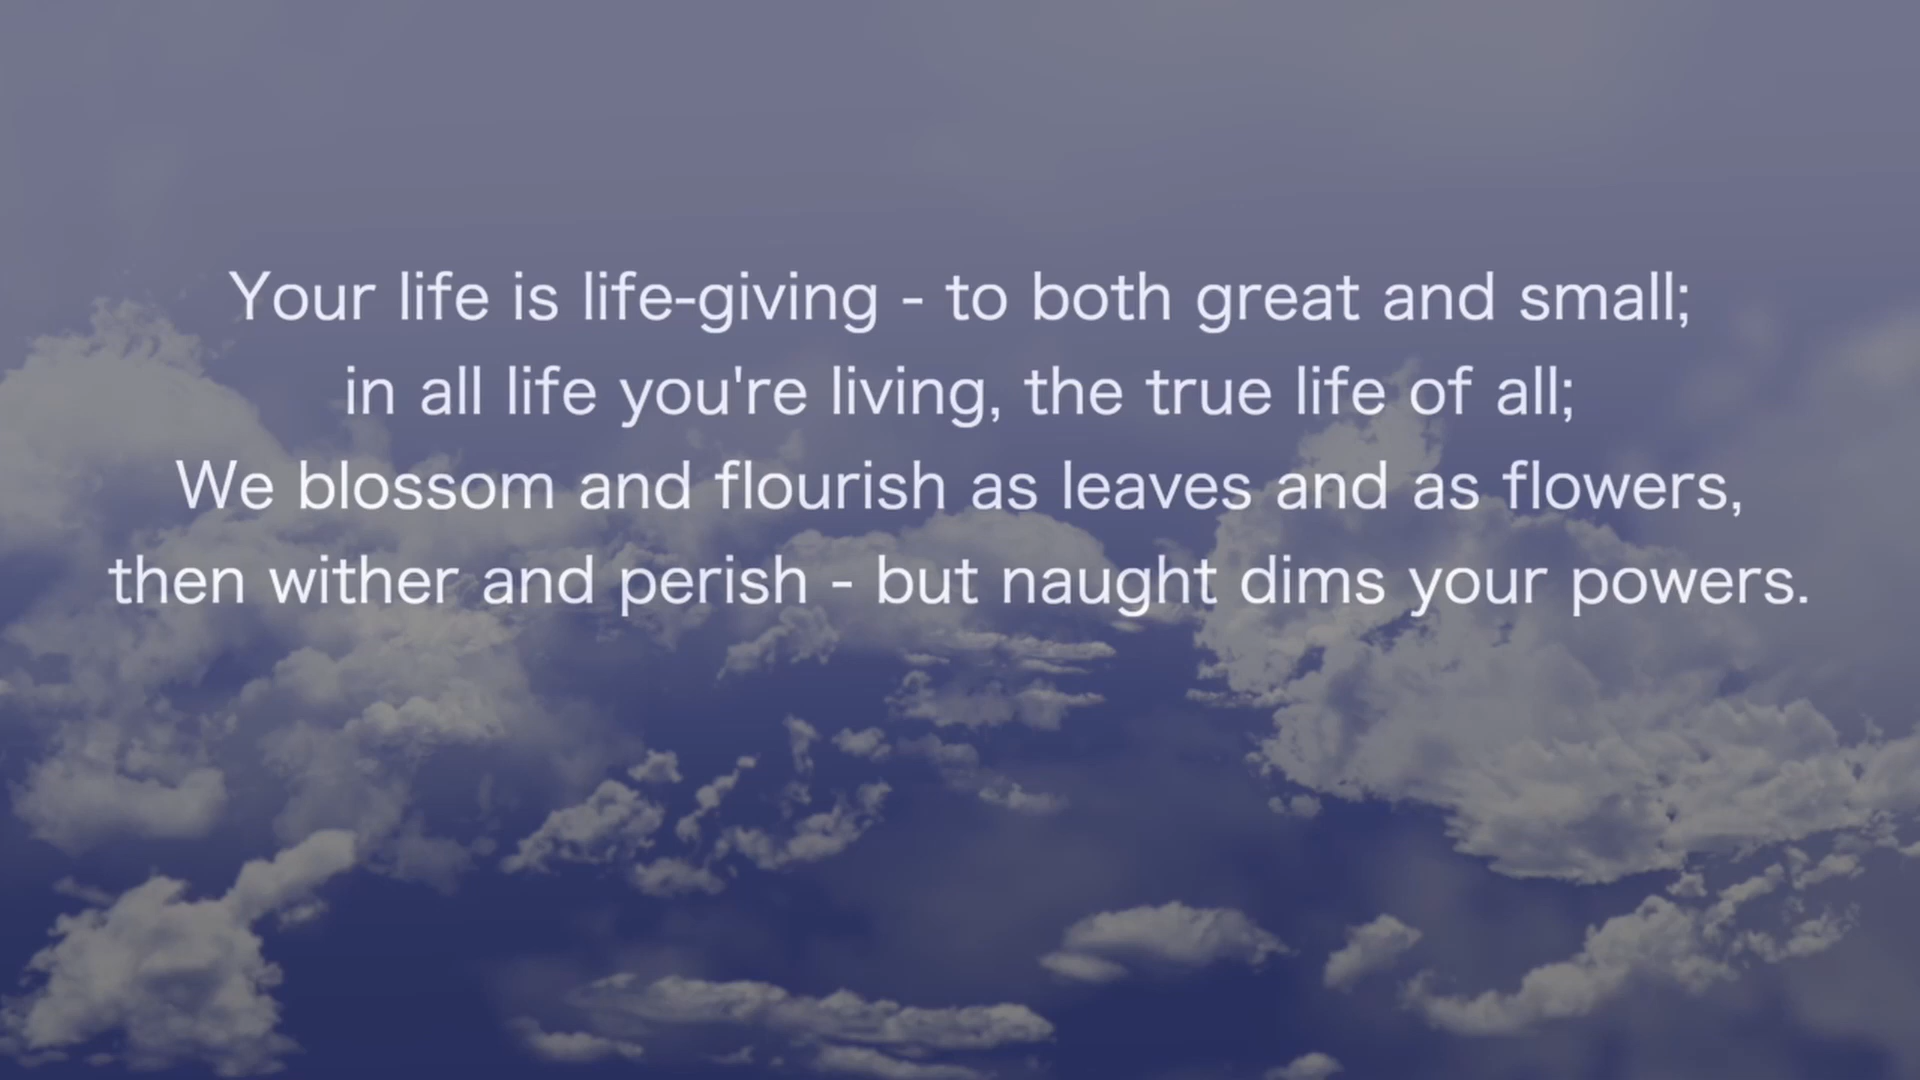 Your life is life-giving - to both great and small;
in all life you're living, the true life of all;
We blossom and flourish as leaves and as flowers,
then wither and perish - but naught dims your powers.